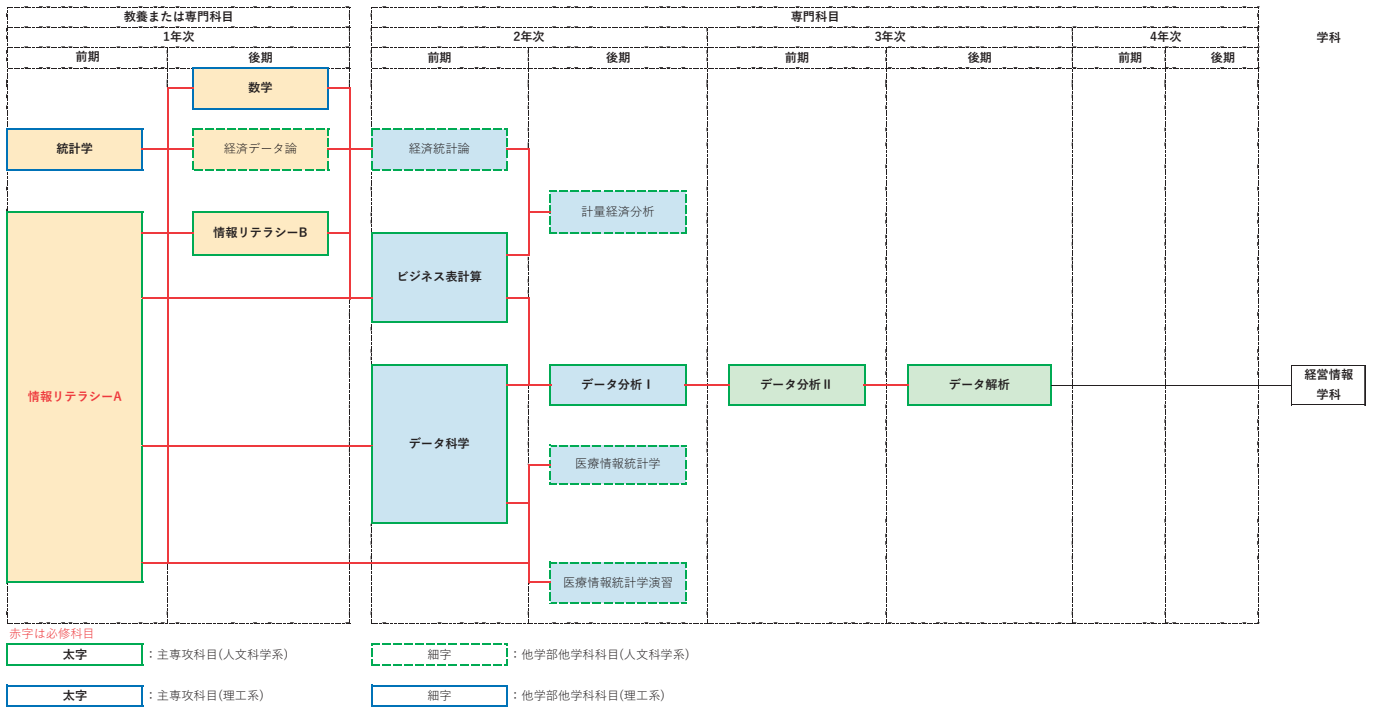 教養または専門科目
専門科目
1年次
2年次
3年次
4年次
学科
前期
後期
前期
後期
前期
後期
前期
後期
数学
統計学
経済データ論
経済統計論
計量経済分析
情報リテラシーB
ビジネス表計算
情報リテラシーA
データ分析Ⅰ
データ分析Ⅱ
データ解析
経営情報
学科
データ科学
医療情報統計学
医療情報統計学演習
赤字は必修科目
太字
：主専攻科目(人文科学系)
細字
：他学部他学科科目(人文科学系)
太字
：主専攻科目(理工系)
細字
：他学部他学科科目(理工系)